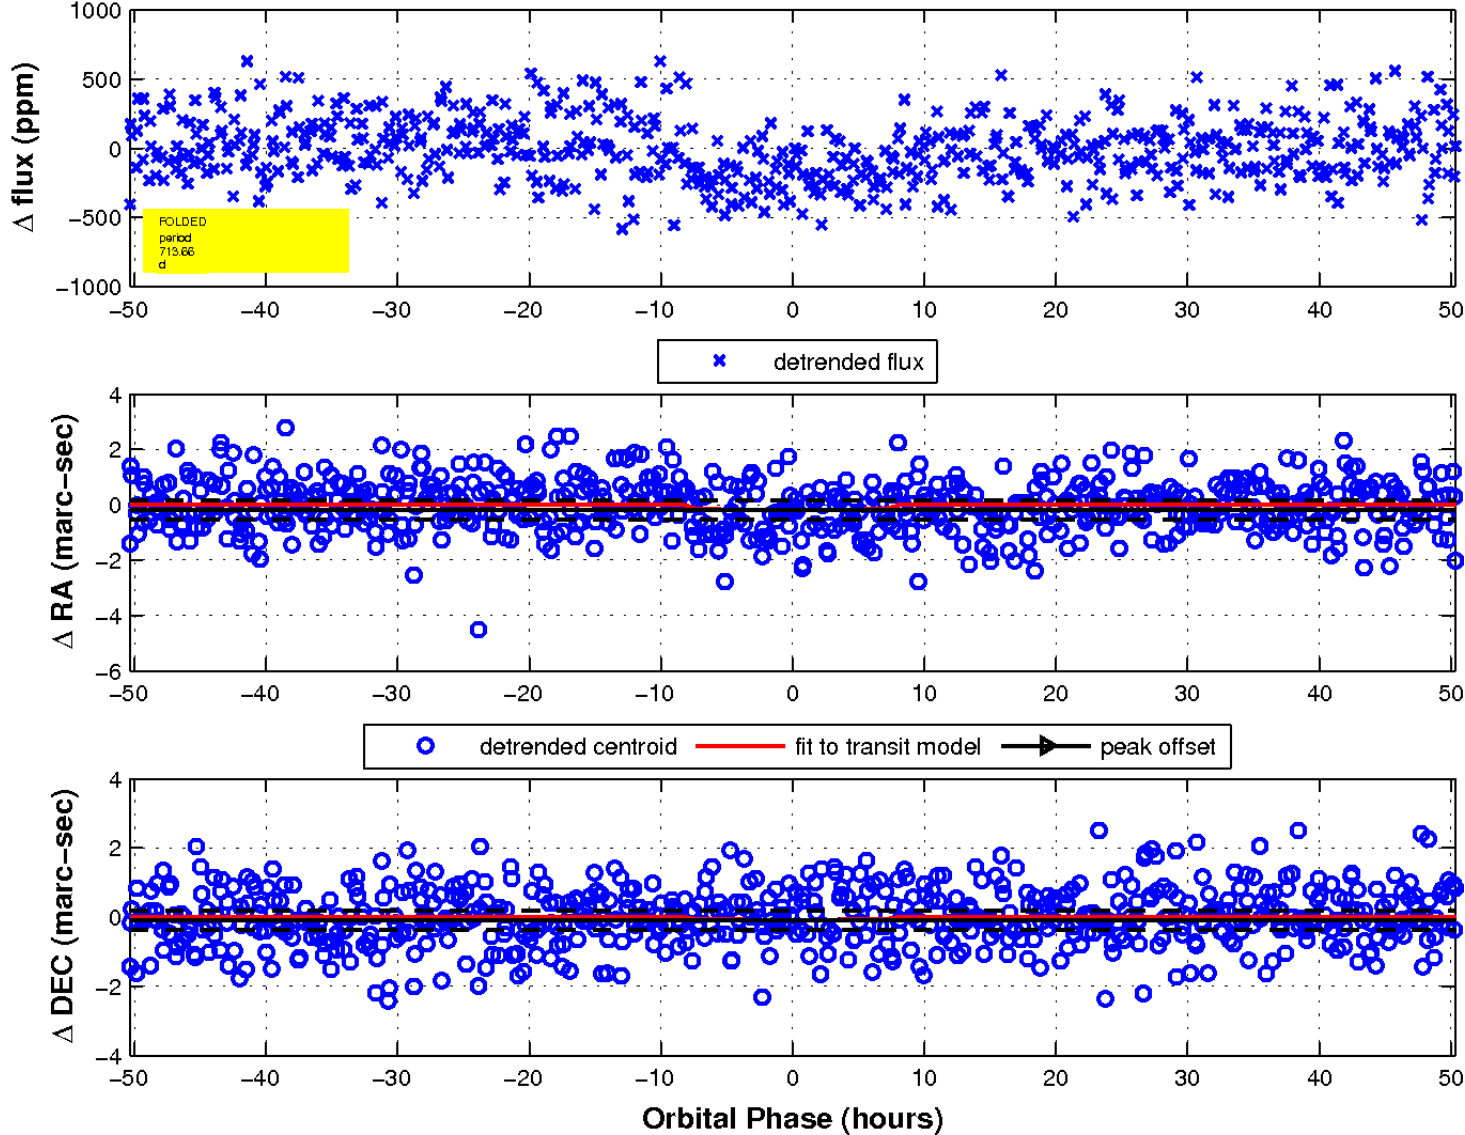 1000
500
0
−500
−1000
Δ flux (ppm)
FOLDED
period
713.66
d
−50 −40 −30 −20 −10 0 10 20 30 40 50
detrended flux
4
2
0
−2
−4
−6
Δ RA (marc−sec)
−50 −40 −30 −20 −10 0 10 20 30 40 50
detrended centroid fit to transit model peak offset
4
2
0
−2
−4
Δ DEC (marc−sec)
−50 −40 −30 −20 −10 0 10 20 30 40 50
Orbital Phase (hours)